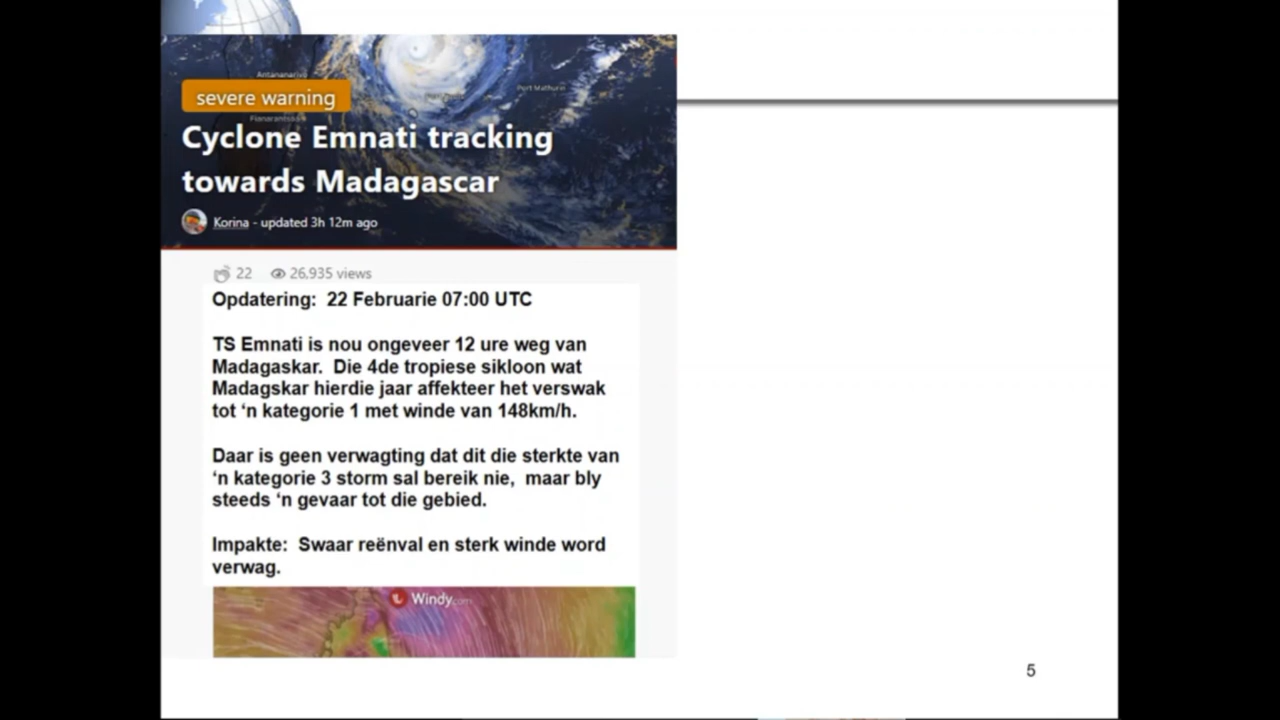 Antananarivo
Port Mathurin
severe warning
Cyclone Emnati tracking
towards Madagascar
Korina - updated 3h 12m ago
22 26,935 views
Opdatering: 22 Februarie 07:00 UTC
TS Emnati is nou ongeveer 12 ure weg van
Madagaskar. Die 4de tropiese sikloon wat
Madagskar hierdie jaar affekteer het verswak
tot ‘n kategorie 1 met winde van 148km/h.
Daar is geen verwagting dat dit die sterkte van
‘n kategorie 3 storm sal bereik nie, maar bly
steeds ‘n gevaar tot die gebied.
Impakte: Swaar reënval en sterk winde word
verwag.
Windy.com
5